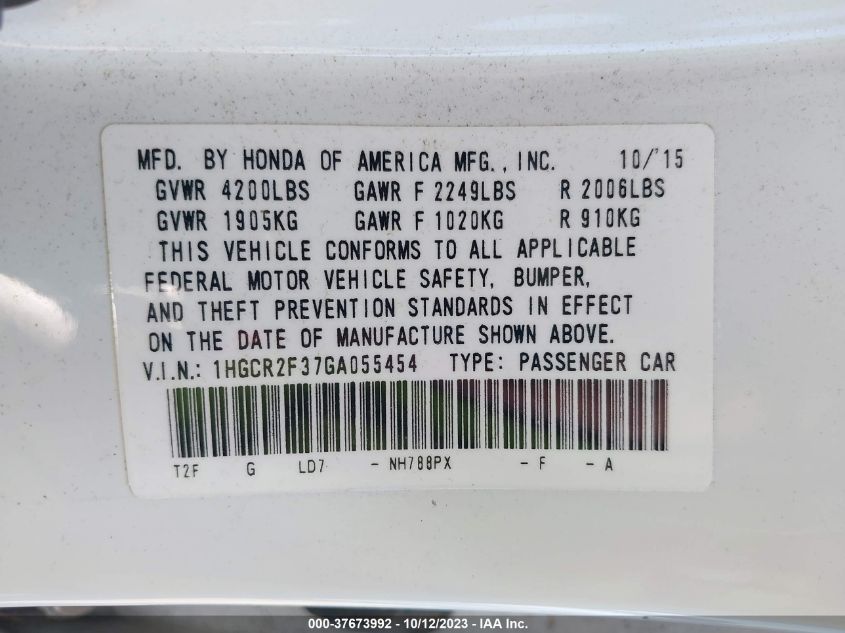 MFD. BY HONDA OF AMERICA MFG., INC. 10/'15
GVWR 4200LBS GAWR F 2249LBS R 2006LBS
GVWR 1905KG GAWR F 1020KG R 910KG
THIS VEHICLE CONFORMS TO ALL APPLICABLE
FEDERAL MOTOR VEHICLE SAFETY, BUMPER,
AND THEFT PREVENTION STANDARDS IN EFFECT
ON THE DATE OF MANUFACTURE SHOWN ABOVE.
V.I.N.: 1HGCR2F37GA055454 TYPE: PASSENGER CAR
T2F G LD7 - NH788PX - F - A
000-37673992 - 10/12/2023 - IAA Inc.